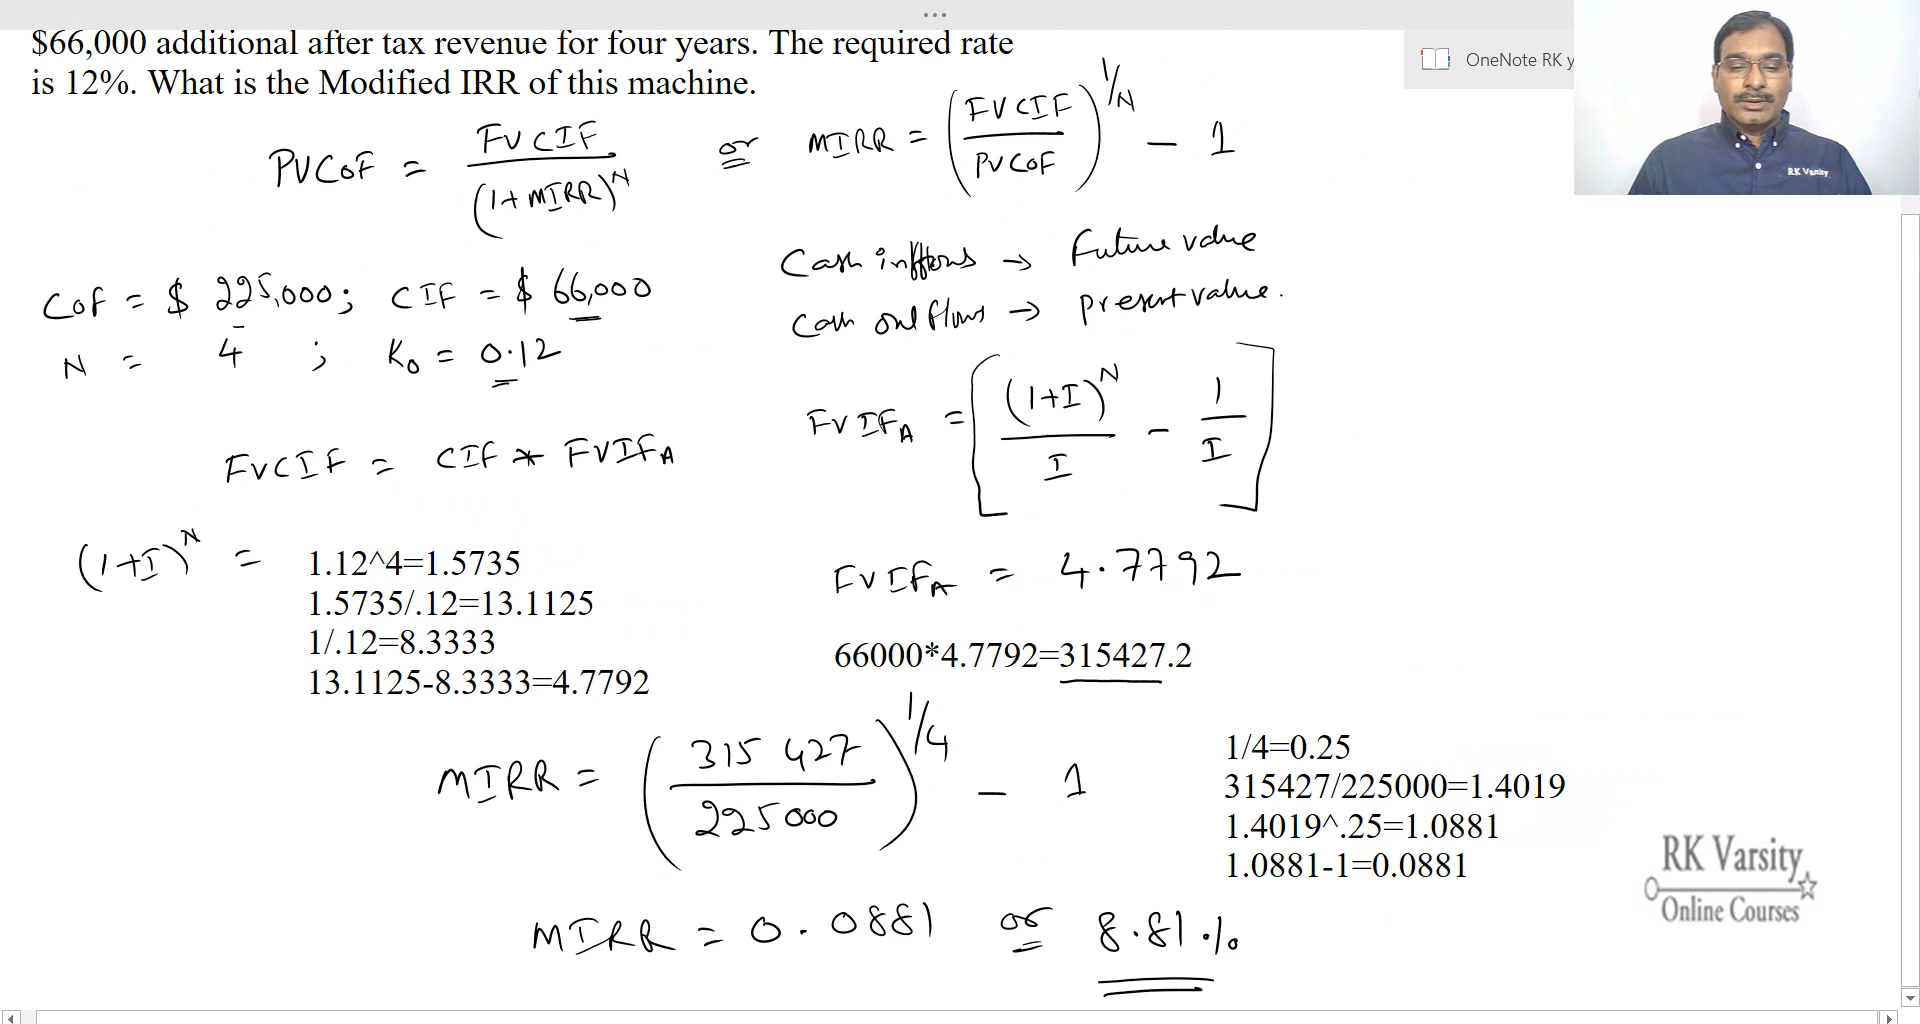 $66,000 additional after tax revenue for four years. The required rate
is 12%. What is the Modified IRR of this machine.
OneNote RK y
RK Varsity
PVCOF = FVCIF / (1+MIRR)^N or MIRR = (FVCIF / PVCOF)^1/N - 1
COF = $ 225,000; CIF = $ 66,000
N = 4 ; K0 = 0.12
Cash inflows → Future value
Cash outflows → present value.
FVCIF = CIF * FVIFA
FVIFA = [(1+I)^N / I - 1 / I]
(1+I)^N =
1.12^4=1.5735
1.5735/.12=13.1125
1/.12=8.3333
13.1125-8.3333=4.7792
FVIFA = 4.7792
66000*4.7792=315427.2
MIRR = (315 427 / 225000)^1/4 - 1
1/4=0.25
315427/225000=1.4019
1.4019^.25=1.0881
1.0881-1=0.0881
MIRR = 0.0881 or 8.81%
RK Varsity
Online Courses